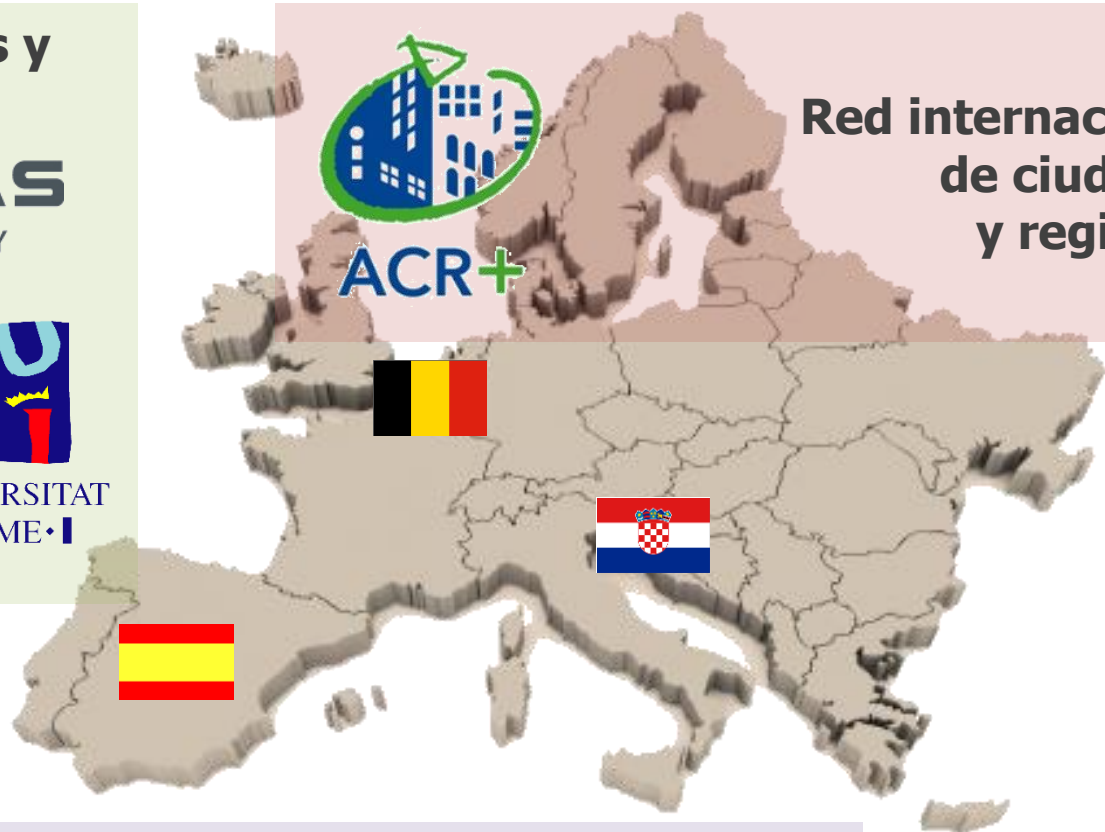 s y
AS
Y
RSITAT
ME·I
ACR+
Red internac
de ciud
y regi